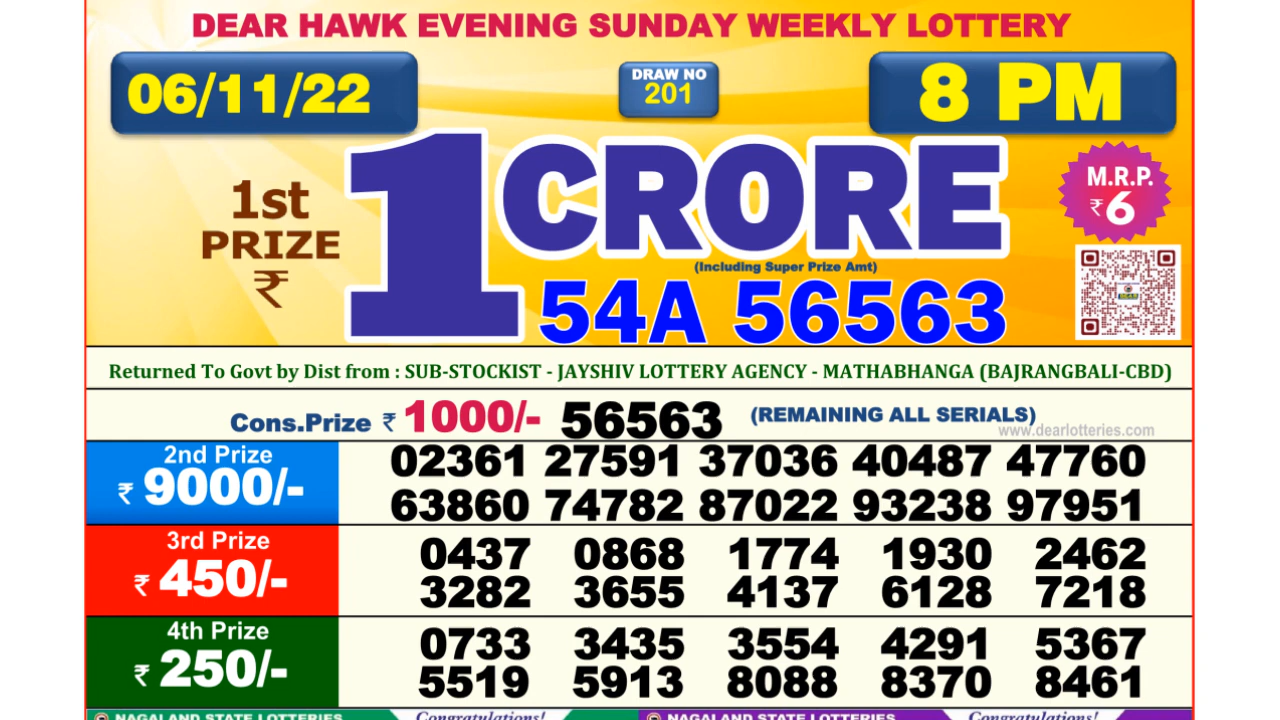 DEAR HAWK EVENING SUNDAY WEEKLY LOTTERY
06/11/22
DRAW NO
201
8 PM
1st
PRIZE
₹
1 CRORE
(Including Super Prize Amt)
54A 56563
M.R.P.
₹6
Returned To Govt by Dist from : SUB-STOCKIST - JAYSHIV LOTTERY AGENCY - MATHABHANGA (BAJRANGBALI-CBD)
Cons.Prize ₹ 1000/- 56563 (REMAINING ALL SERIALS)
www.dearlotteries.com
2nd Prize
₹ 9000/-
02361 27591 37036 40487 47760
63860 74782 87022 93238 97951
3rd Prize
₹ 450/-
0437 0868 1774 1930 2462
3282 3655 4137 6128 7218
4th Prize
₹ 250/-
0733 3435 3554 4291 5367
5519 5913 8088 8370 8461
NAGALAND STATE LOTTERIES Congratulations! NAGALAND STATE LOTTERIES Congratulations!